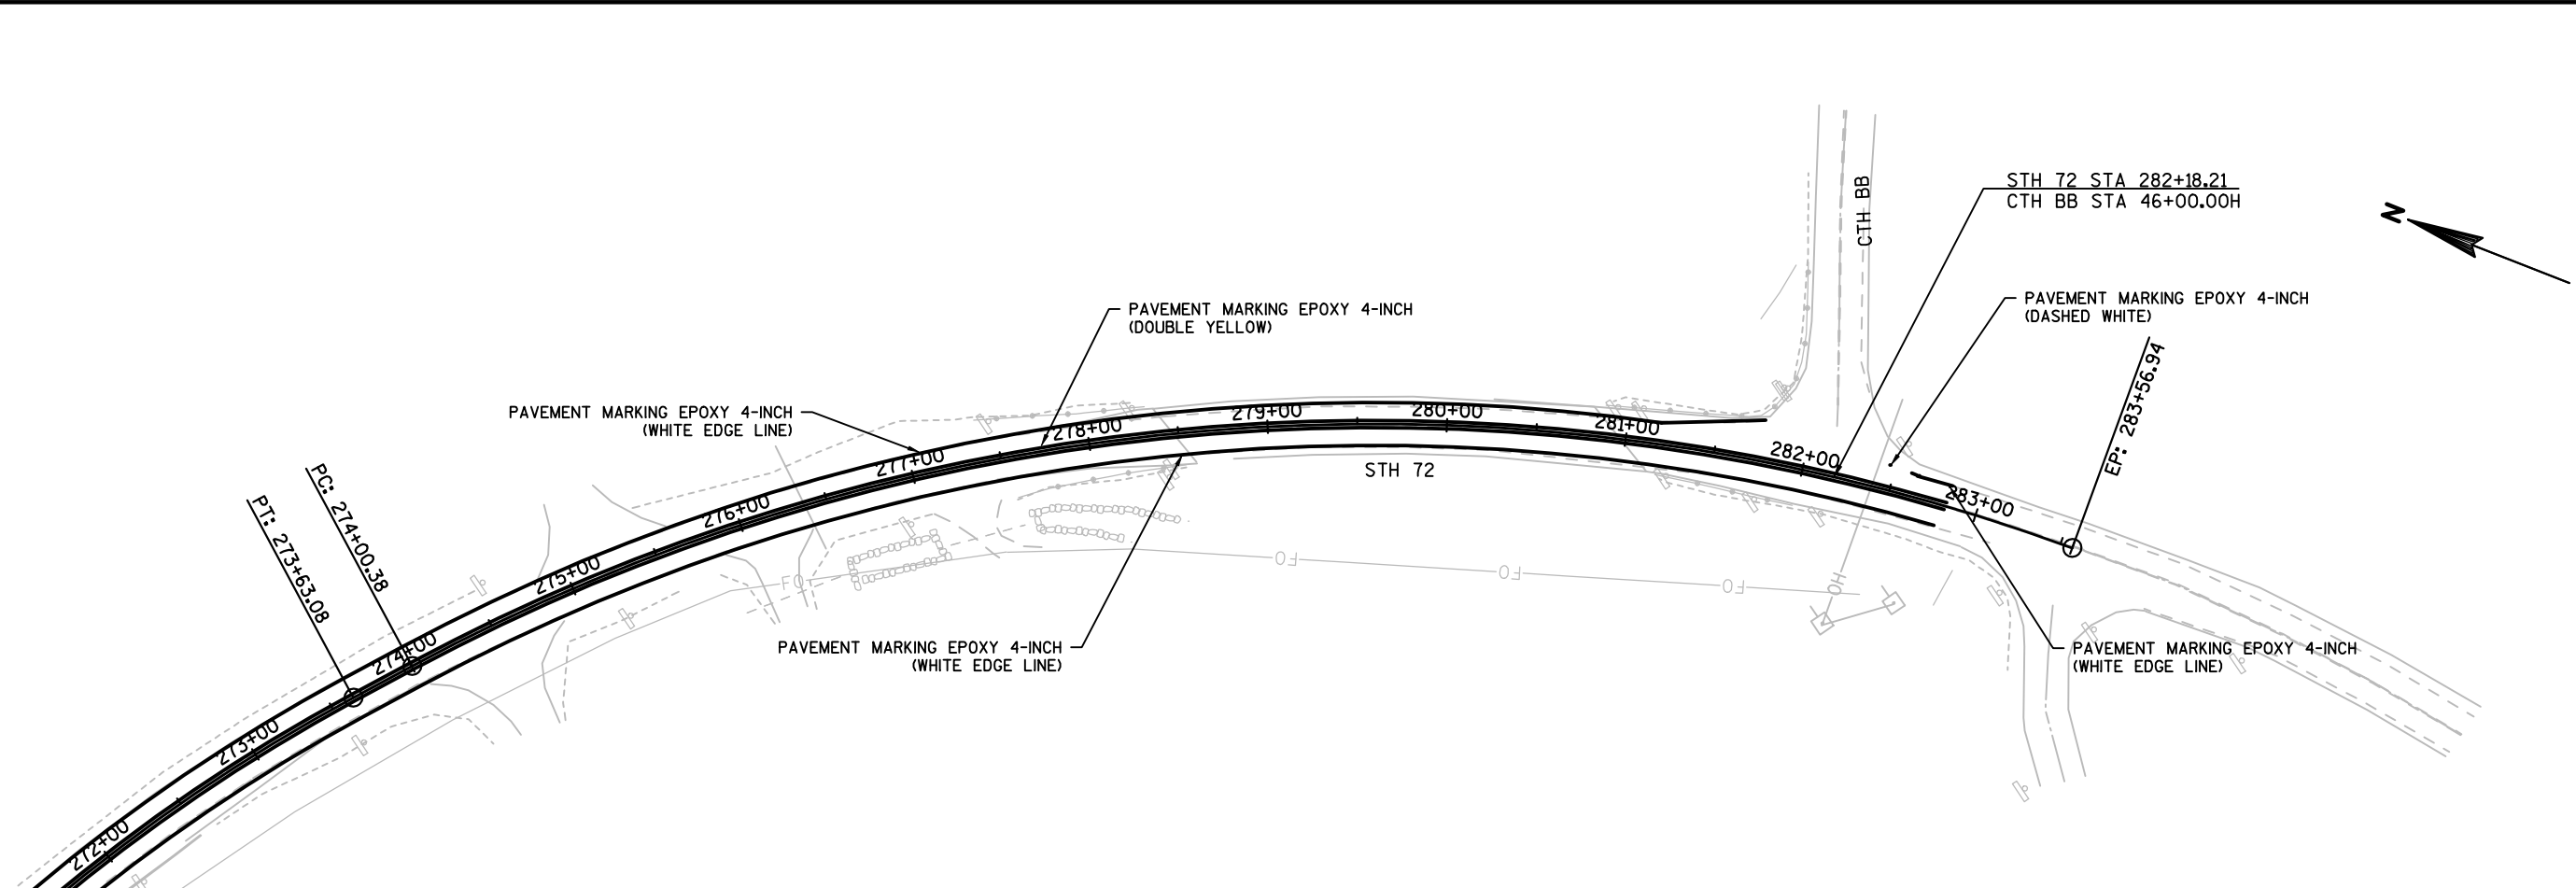 STH 72 STA 282+18.21
CTH BB STA 46+00.00H
CTH BB
N
PAVEMENT MARKING EPOXY 4-INCH
(DASHED WHITE)
PAVEMENT MARKING EPOXY 4-INCH
(DOUBLE YELLOW)
EP: 283+56.94
PAVEMENT MARKING EPOXY 4-INCH
(WHITE EDGE LINE)
PT: 273+63.08
PC: 274+00.38
272+00
273+00
274+00
275+00
276+00
277+00
278+00
279+00
280+00
281+00
282+00
283+00
STH 72
FO
FO
FO
FO
OH
PAVEMENT MARKING EPOXY 4-INCH
(WHITE EDGE LINE)
PAVEMENT MARKING EPOXY 4-INCH
(WHITE EDGE LINE)